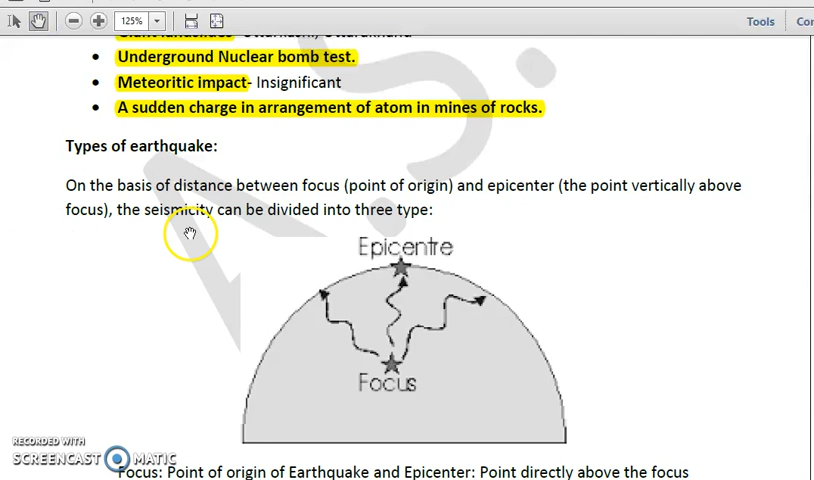 125%
Tools
Underground Nuclear bomb test.
Meteoritic impact- Insignificant
A sudden charge in arrangement of atom in mines of rocks.
Types of earthquake:
On the basis of distance between focus (point of origin) and epicenter (the point vertically above
focus), the seismicity can be divided into three type:
Epicentre
Focus
RECORDED WITH
SCREENCAST MATIC
Focus: Point of origin of Earthquake and Epicenter: Point directly above the focus